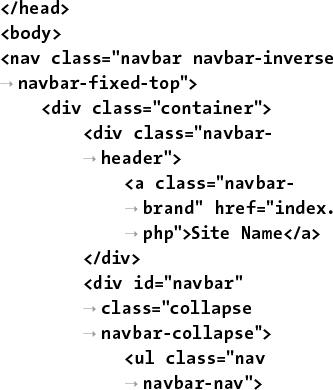 </head>
<body>
<nav class="navbar navbar-inverse
→ navbar-fixed-top">
<div class="container">
<div class="navbar-
→ header">
<a class="navbar-
→ brand" href="index.
→ php">Site Name</a>
</div>
<div id="navbar"
→ class="collapse
→ navbar-collapse">
<ul class="nav
→ navbar-nav">